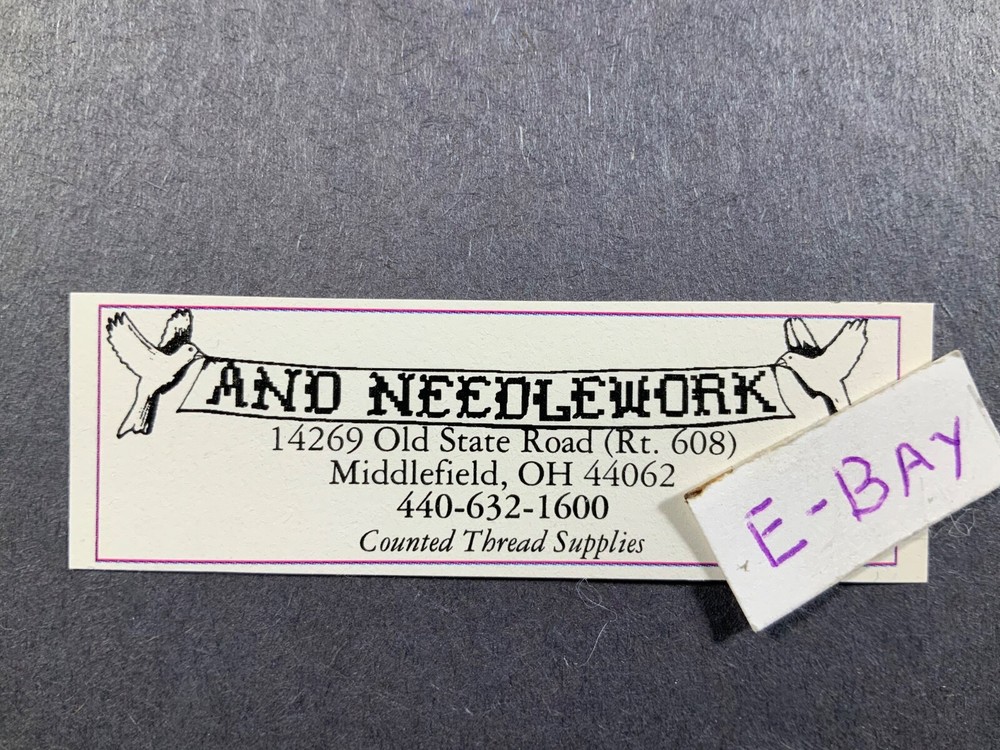 AND NEEDLEWORK
14269 Old State Road (Rt. 608)
Middlefield, OH 44062
440-632-1600
Counted Thread Supplies
E-BAY